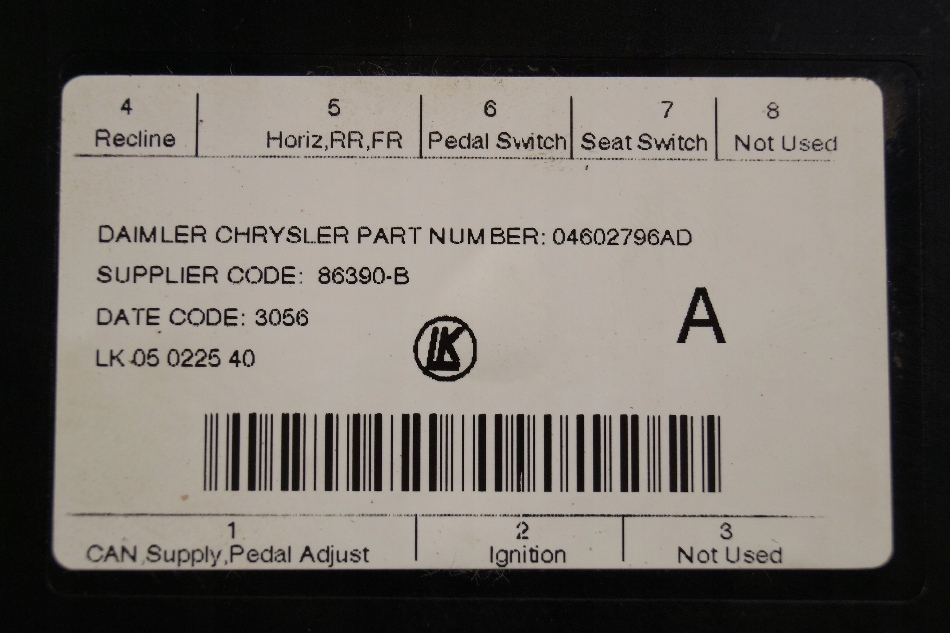 4 5 6 7 8
Recline Horiz,RR,FR Pedal Switch Seat Switch Not Used
DAIMLER CHRYSLER PART NUMBER: 04602796AD
SUPPLIER CODE: 86390-B
DATE CODE: 3056
LK 05 0225 40
LK
A
1 2 3
CAN,Supply,Pedal Adjust Ignition Not Used